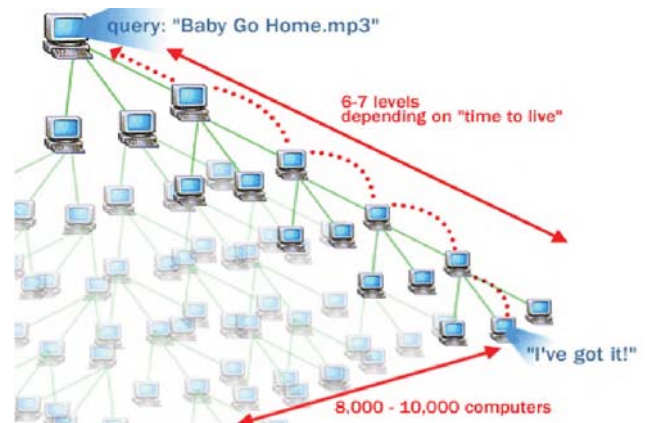 query: "Baby Go Home.mp3"
6-7 levels
depending on "time to live"
"I've got it!"
8,000 - 10,000 computers